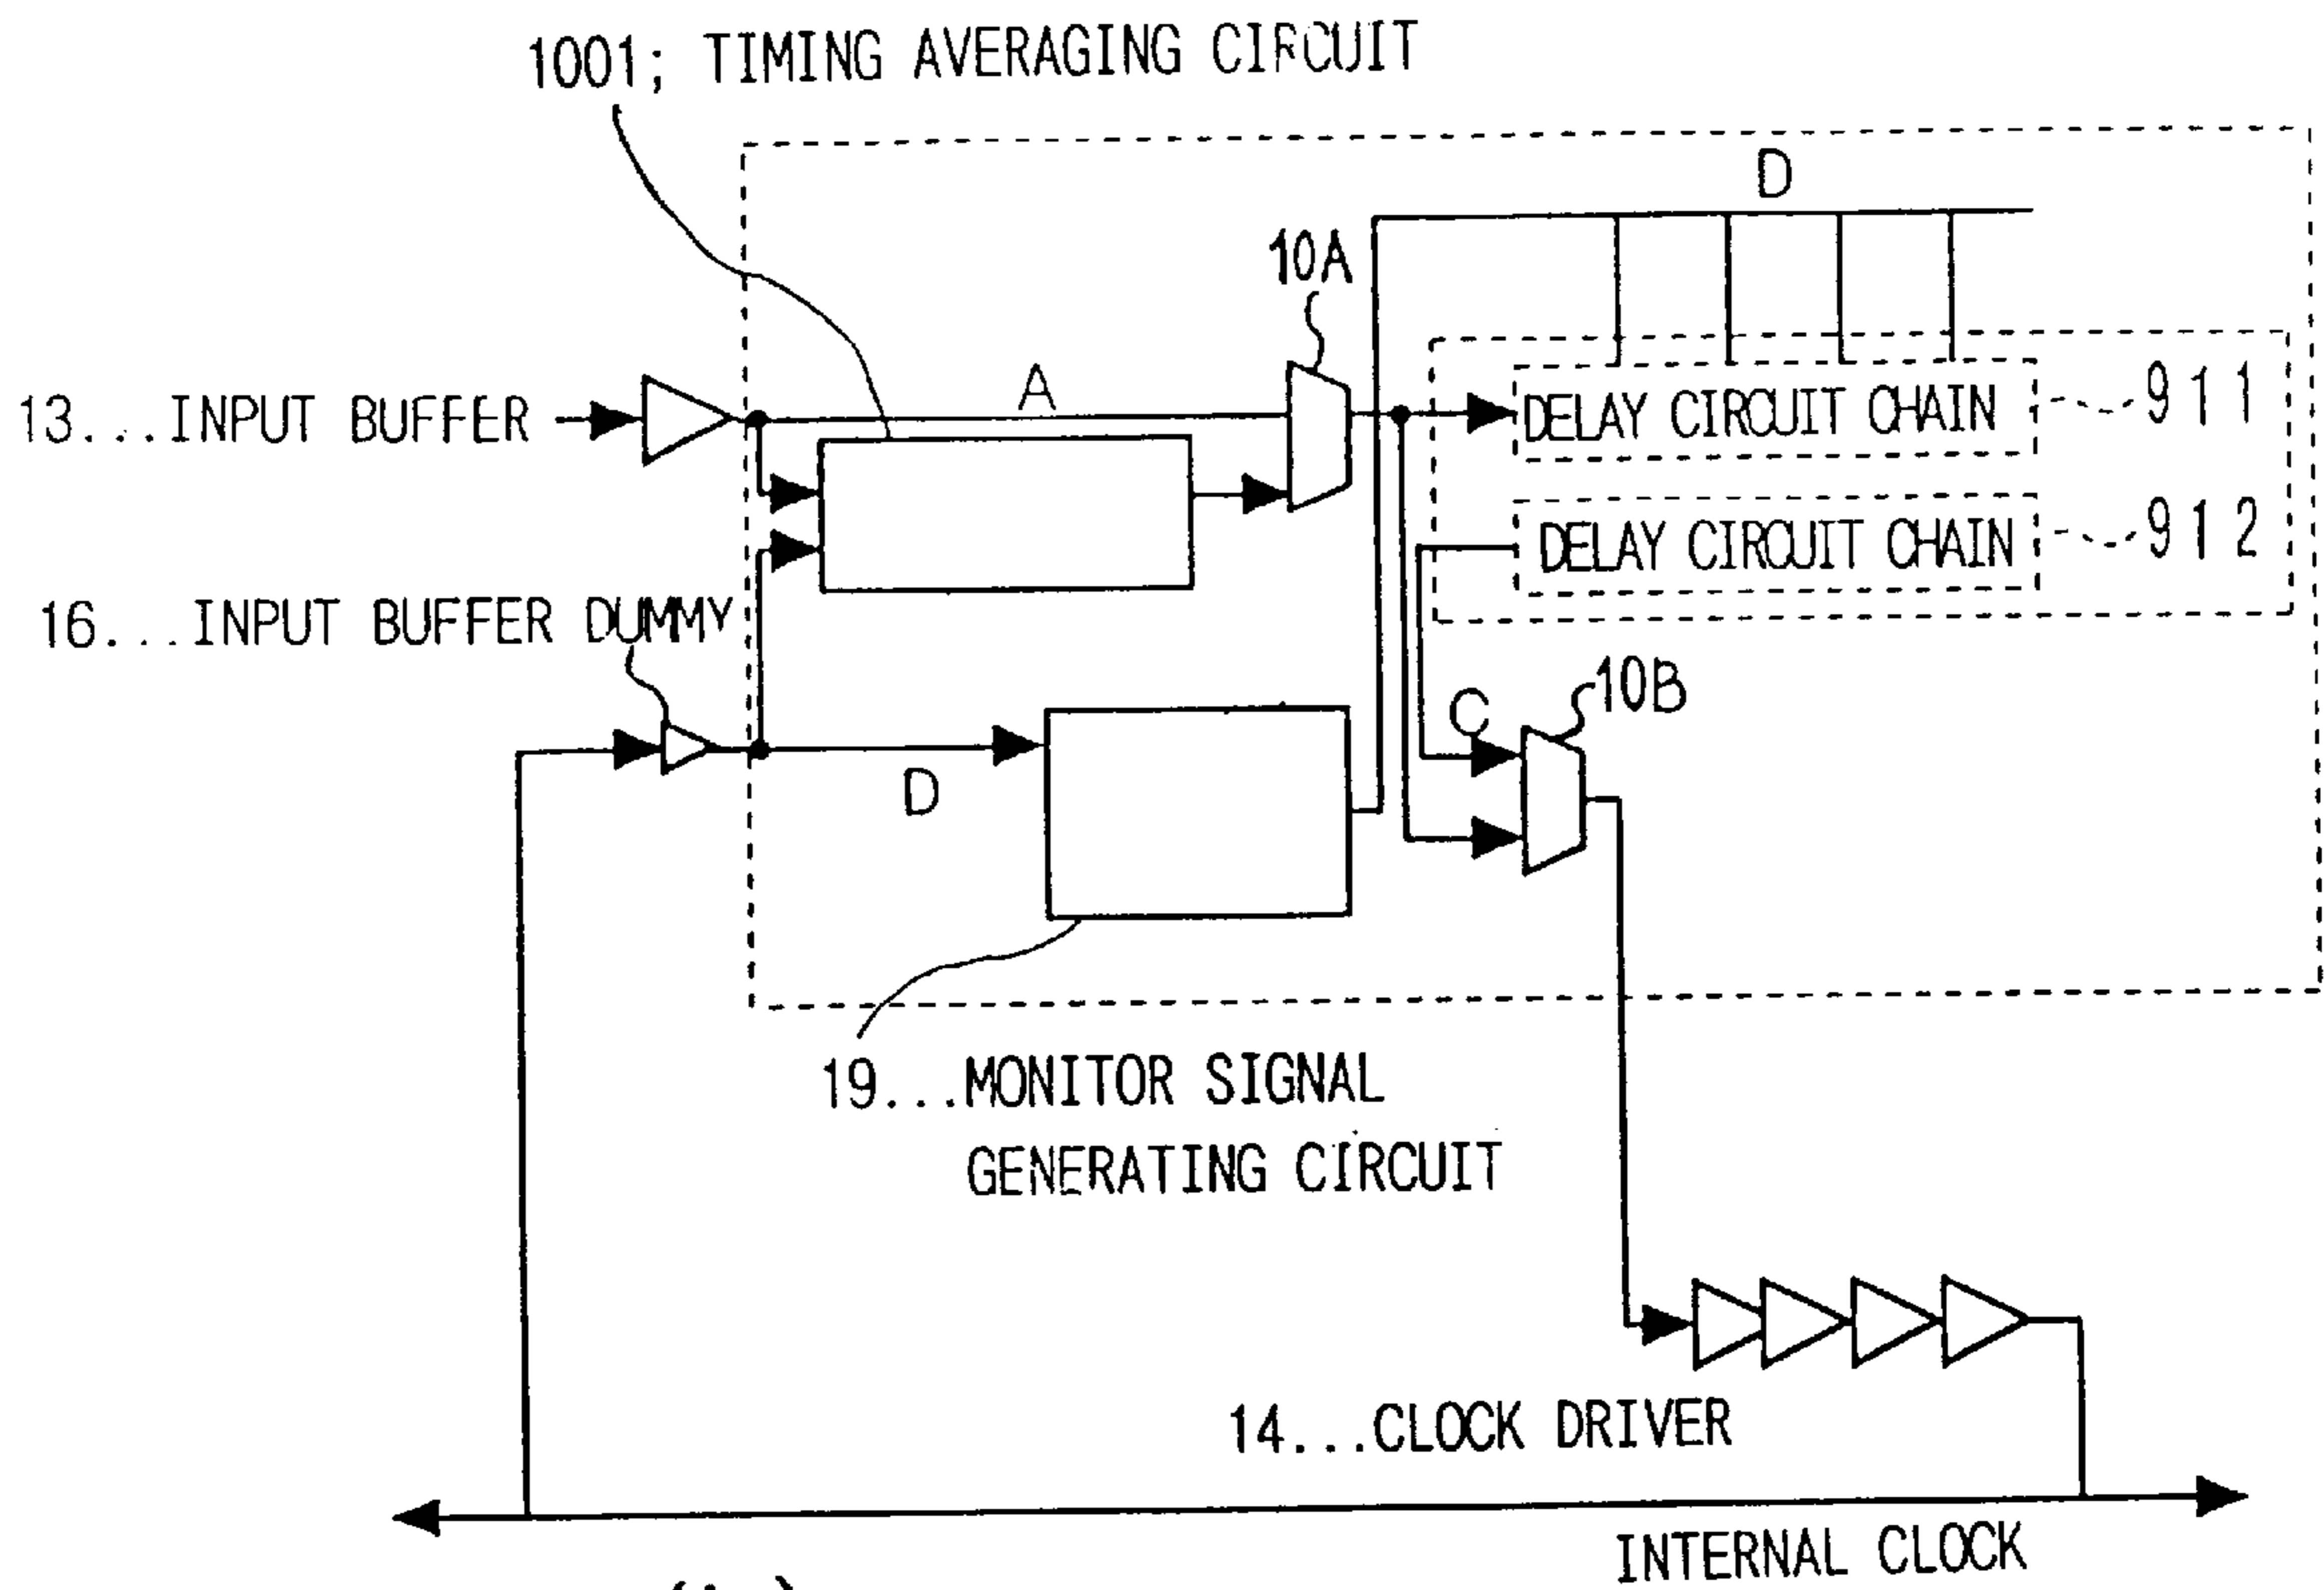 1001; TIMING AVERAGING CIRCUIT
D
10A
A
13...INPUT BUFFER
DELAY CIRCUIT CHAIN
911
DELAY CIRCUIT CHAIN
912
16...INPUT BUFFER DUMMY
10B
C
D
19...MONITOR SIGNAL
GENERATING CIRCUIT
14...CLOCK DRIVER
INTERNAL CLOCK